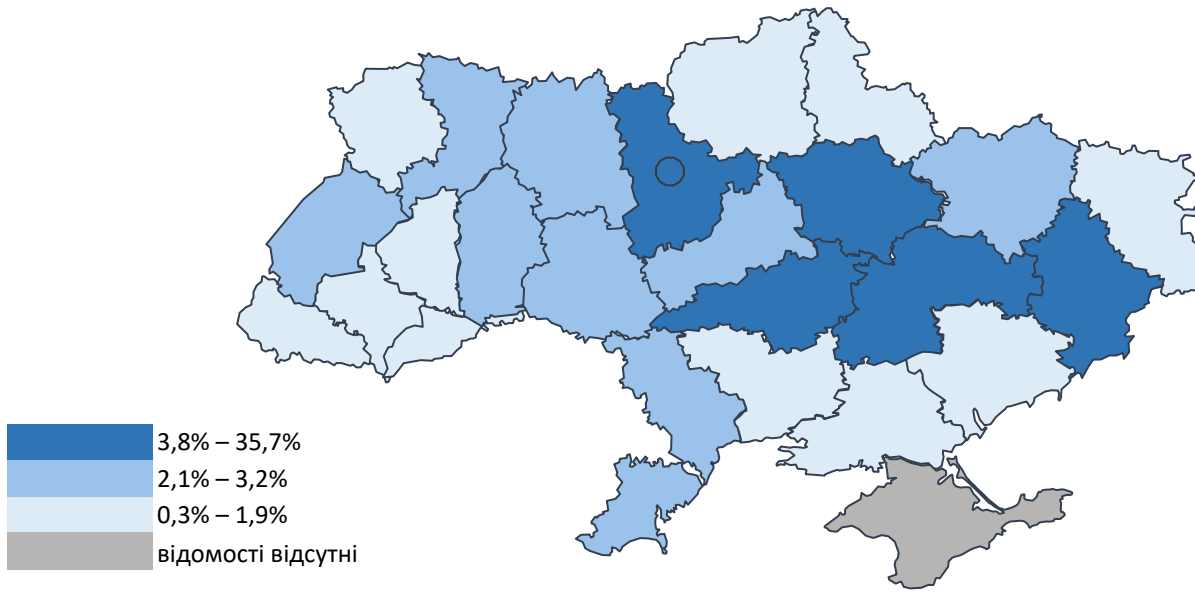 3,8% – 35,7%
2,1% – 3,2%
0,3% – 1,9%
відомості відсутні